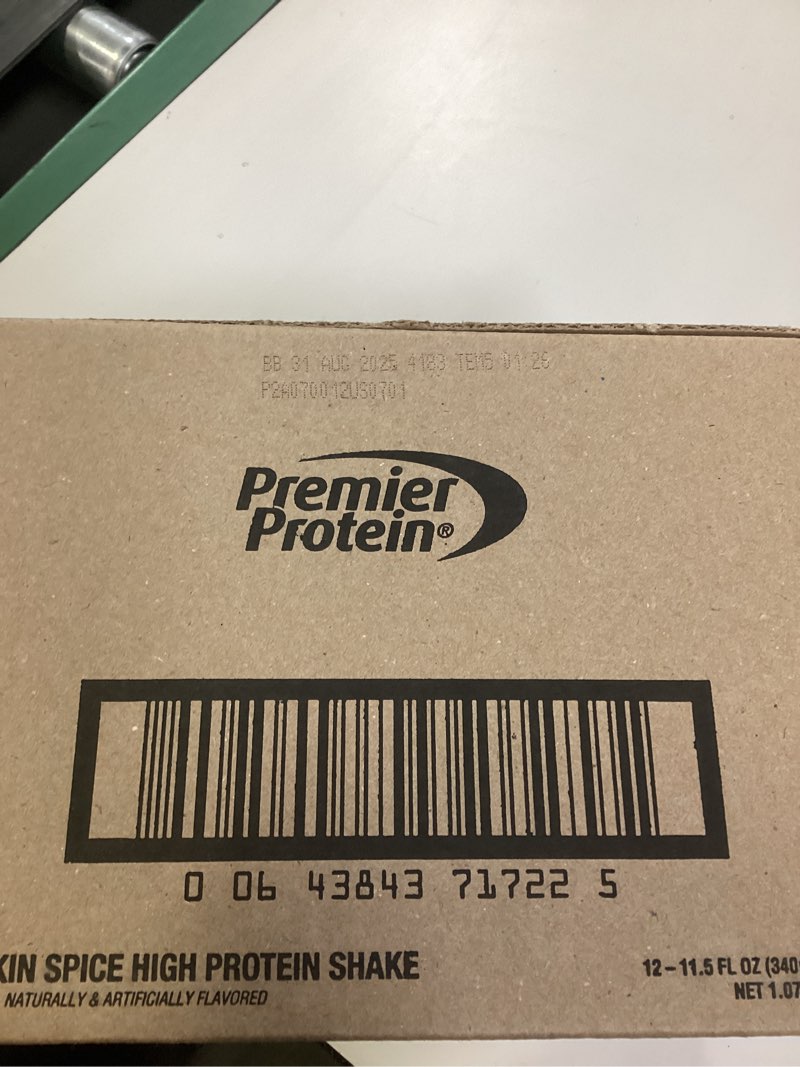 BB 31 AUG 2025 4183 TEM5 01:26
P2A070012US0701
Premier
Protein®
0 06 43843 71722 5
KIN SPICE HIGH PROTEIN SHAKE
NATURALLY & ARTIFICIALLY FLAVORED
12 – 11.5 FL OZ (340
NET 1.07